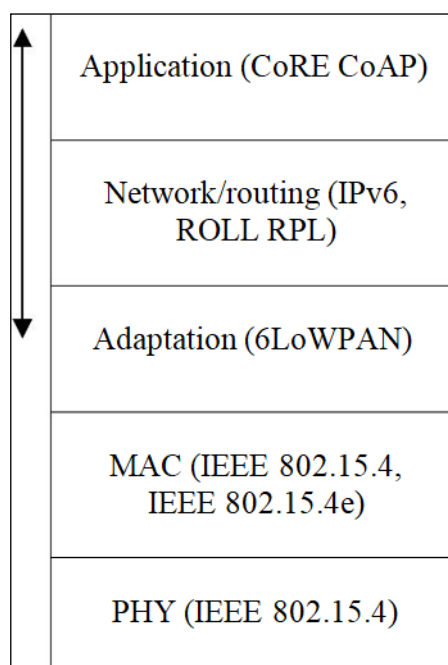 Application (CoRE CoAP)
Network/routing (IPv6,
ROLL RPL)
Adaptation (6LoWPAN)
MAC (IEEE 802.15.4,
IEEE 802.15.4e)
PHY (IEEE 802.15.4)